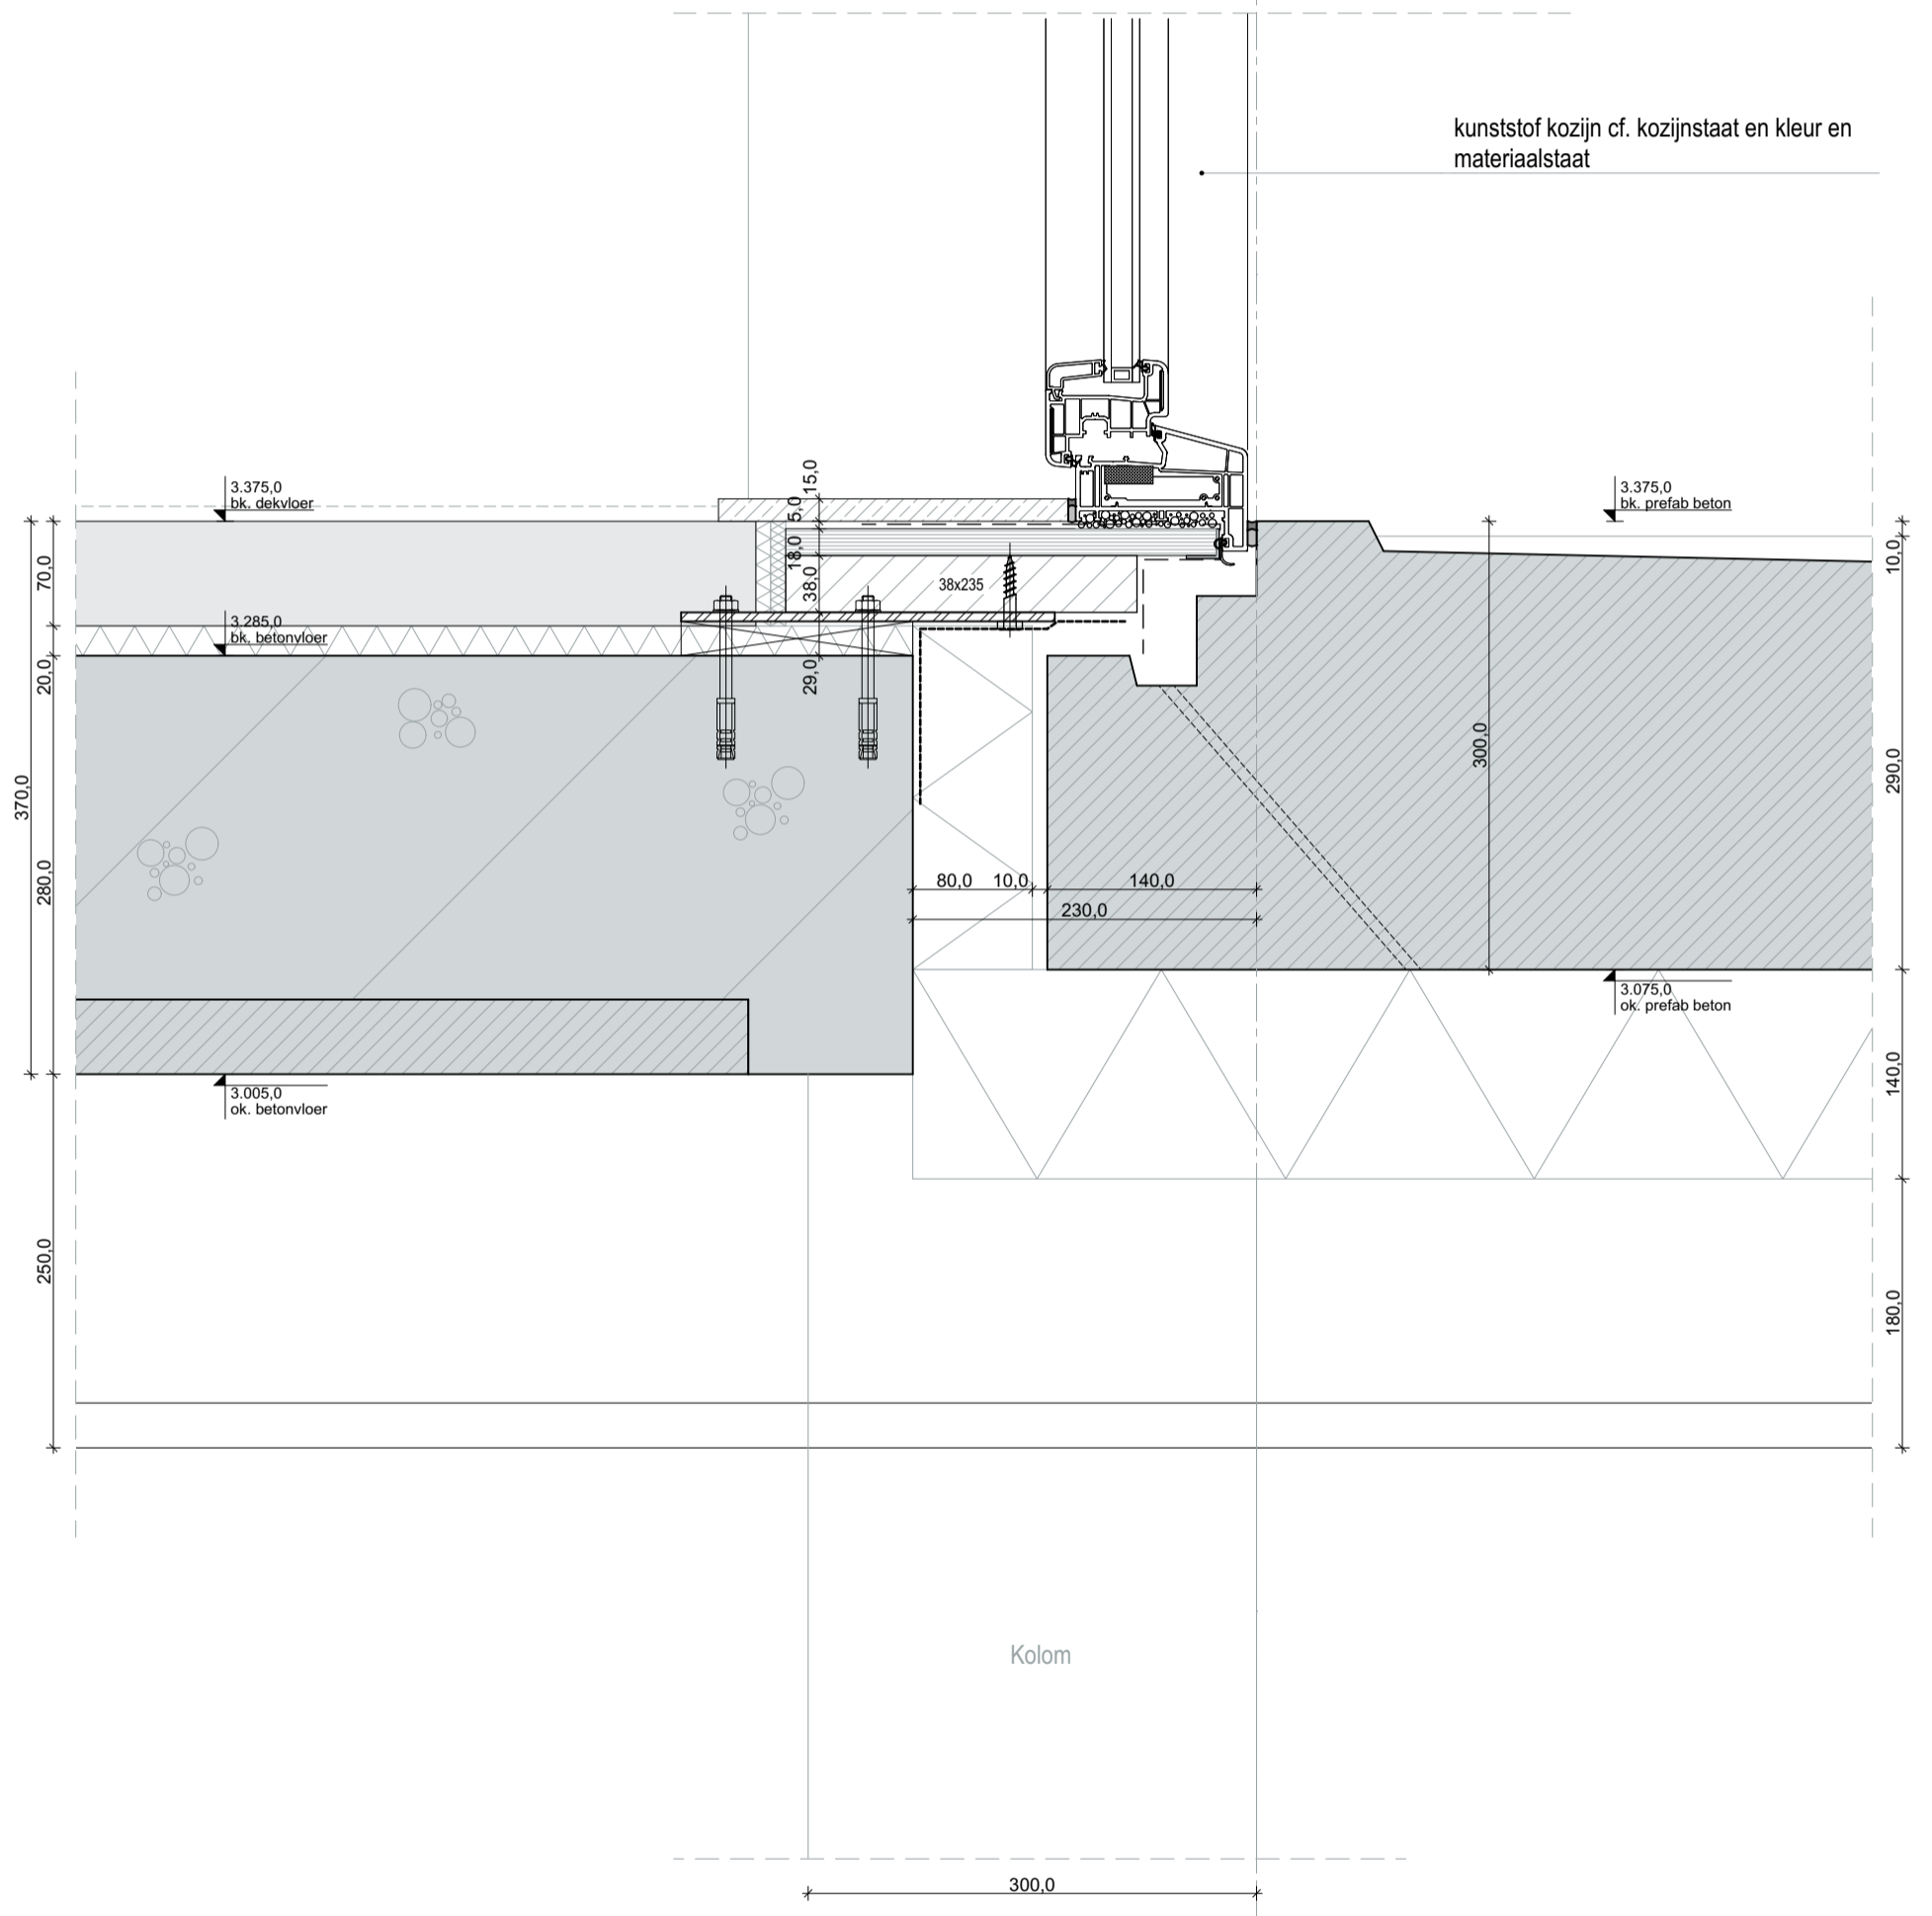 kunststof kozijn cf. kozijnstaat en kleur en
materiaalstaat
3.375,0
bk. dekvloer
3.375,0
bk. prefab beton
15,0
5,0
18,0
38,0
29,0
38x235
70,0
20,0
280,0
370,0
250,0
3.285,0
bk. betonvloer
10,0
290,0
300,0
80,0
10,0
140,0
230,0
3.075,0
ok. prefab beton
3.005,0
ok. betonvloer
140,0
180,0
Kolom
300,0